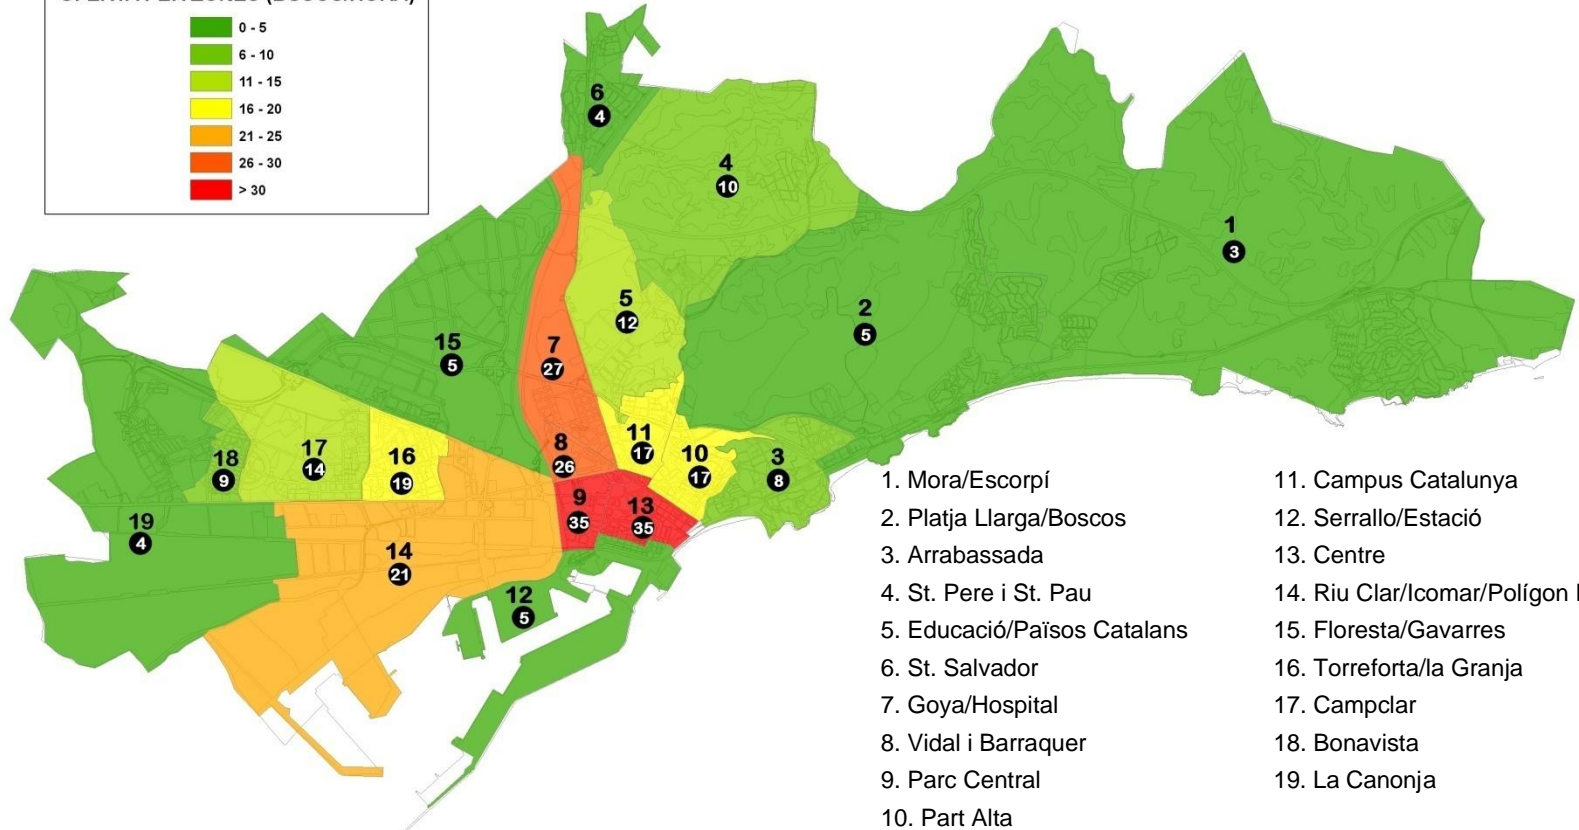 0 - 5
6 - 10
11 - 15
16 - 20
21 - 25
26 - 30
> 30
6
4
4
10
1
3
5
12
2
5
15
5
7
27
11
17
10
17
3
8
8
26
16
19
17
14
18
9
9
35
13
35
19
4
14
21
12
5
1. Mora/Escorpí
2. Platja Llarga/Boscos
3. Arrabassada
4. St. Pere i St. Pau
5. Educació/Països Catalans
6. St. Salvador
7. Goya/Hospital
8. Vidal i Barraquer
9. Parc Central
10. Part Alta
11. Campus Catalunya
12. Serrallo/Estació
13. Centre
14. Riu Clar/Icomar/Polígon
15. Floresta/Gavarres
16. Torreforta/la Granja
17. Campclar
18. Bonavista
19. La Canonja